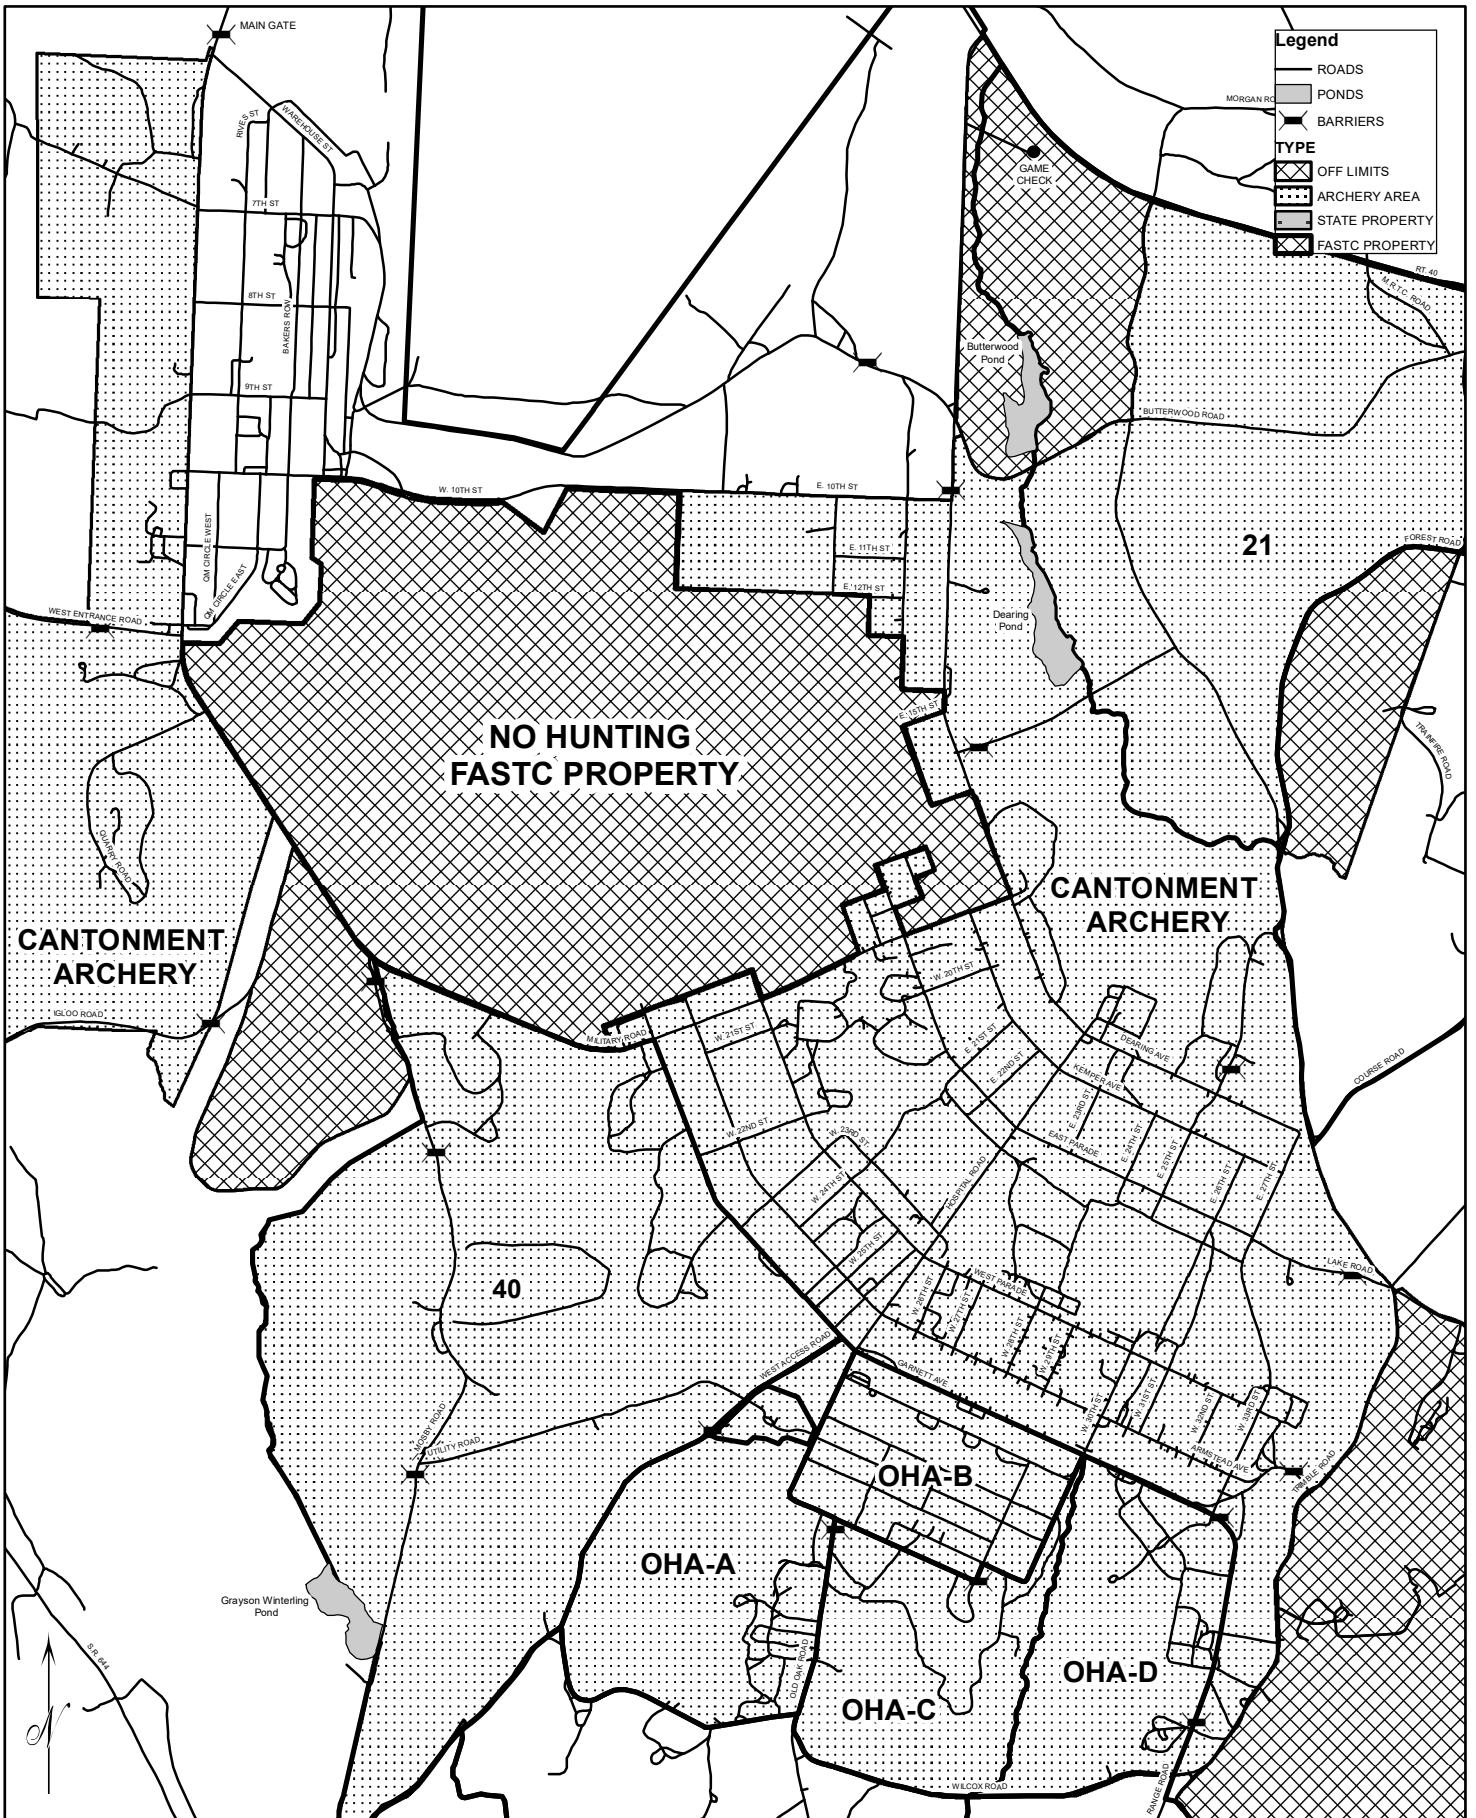 MAIN GATE
Legend
ROADS
PONDS
BARRIERS
TYPE
OFF LIMITS
ARCHERY AREA
STATE PROPERTY
FASTC PROPERTY
MORGAN RO
RIVES ST
WAREHOUSE ST
GAME
CHECK
7TH ST
RT. 40
M.R.T.C. ROAD
8TH ST
BAKERS ROW
Butterwood
Pond
9TH ST
BUTTERWOOD ROAD
W. 10TH ST
E. 10TH ST
QM CIRCLE WEST
E. 11TH ST
21
FOREST ROAD
QM CIRCLE EAST
E. 12TH ST
WEST ENTRANCE ROAD
Dearing
Pond
E. 15TH ST
NO HUNTING
FASTC PROPERTY
TRAINFIRE ROAD
QUARRY ROAD
CANTONMENT
ARCHERY
CANTONMENT
ARCHERY
W. 20TH ST
IGLOO ROAD
MILITARY ROAD
W. 21ST ST
E. 21ST ST
E. 22ND ST
DEARING AVE
KEMPER AVE
COURSE ROAD
W. 22ND ST
W. 23RD ST
E. 23RD ST
EAST PARADE
E. 24TH ST
E. 25TH ST
E. 26TH ST
E. 27TH ST
HOSPITAL ROAD
W. 24TH ST
W. 25TH ST
LAKE ROAD
40
WEST PARADE
W. 26TH ST
W. 27TH ST
W. 28TH ST
W. 29TH ST
WEST ACCESS ROAD
GARNETT AVE
W. 30TH ST
W. 31ST ST
W. 32ND ST
W. 33RD ST
MOSBY ROAD
UTILITY ROAD
ARMSTEAD AVE
TRIMBLE ROAD
OHA-B
OHA-A
Grayson Winterling
Pond
S.R. 644
OLD OAK ROAD
OHA-D
OHA-C
N
WILCOX ROAD
RANGE ROAD